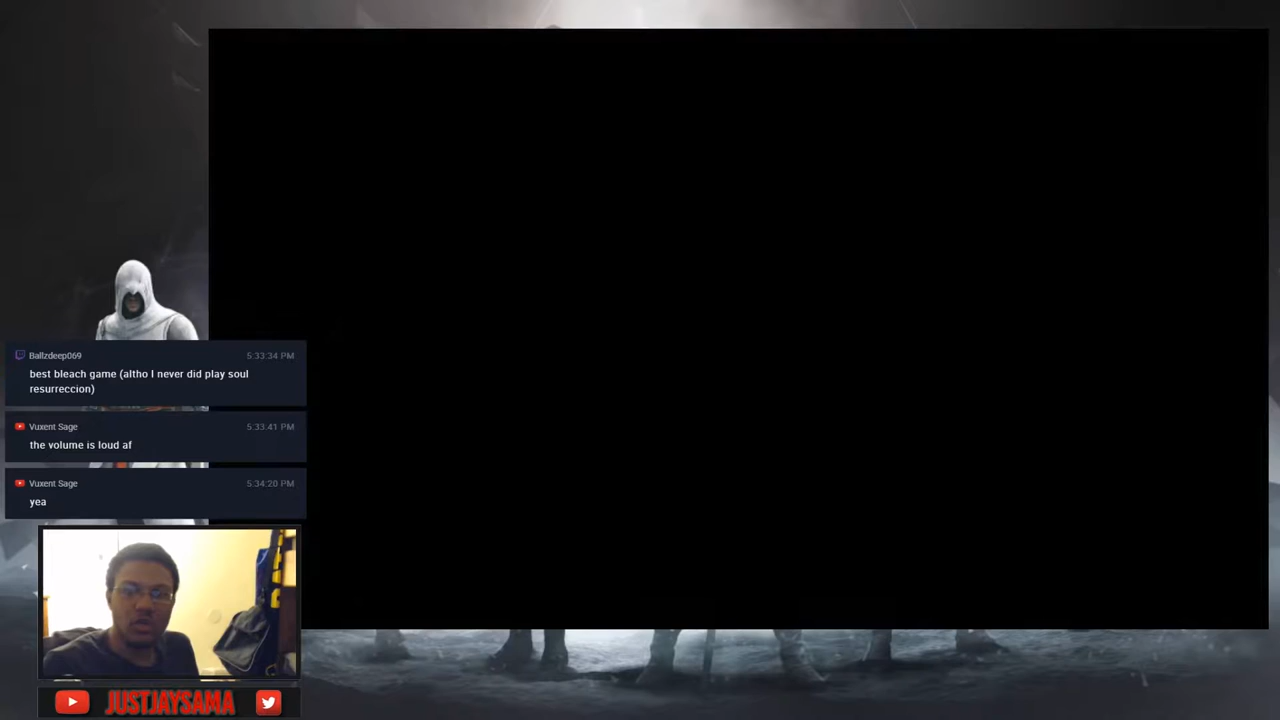 Ballzdeep069 5:33:34 PM
best bleach game (altho I never did play soul
resurreccion)
Vuxent Sage 5:33:41 PM
the volume is loud af
Vuxent Sage 5:34:20 PM
yea
JUSTJAYSAMA